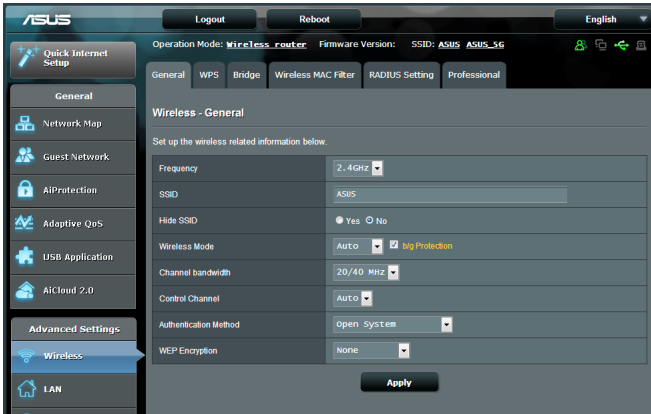 ASUS
Logout
Reboot
English
Quick Internet Setup
Operation Mode: Wireless router Firmware Version: SSID: ASUS ASUS_5G
General WPS Bridge Wireless MAC Filter RADIUS Setting Professional
General
Network Map
Guest Network
AiProtection
Adaptive QoS
USB Application
AiCloud 2.0
Advanced Settings
Wireless
LAN
Wireless - General
Set up the wireless related information below.
Frequency 2.4GHz
SSID ASUS
Hide SSID Yes No
Wireless Mode Auto b/g Protection
Channel bandwidth 20/40 MHz
Control Channel Auto
Authentication Method Open System
WEP Encryption None
Apply